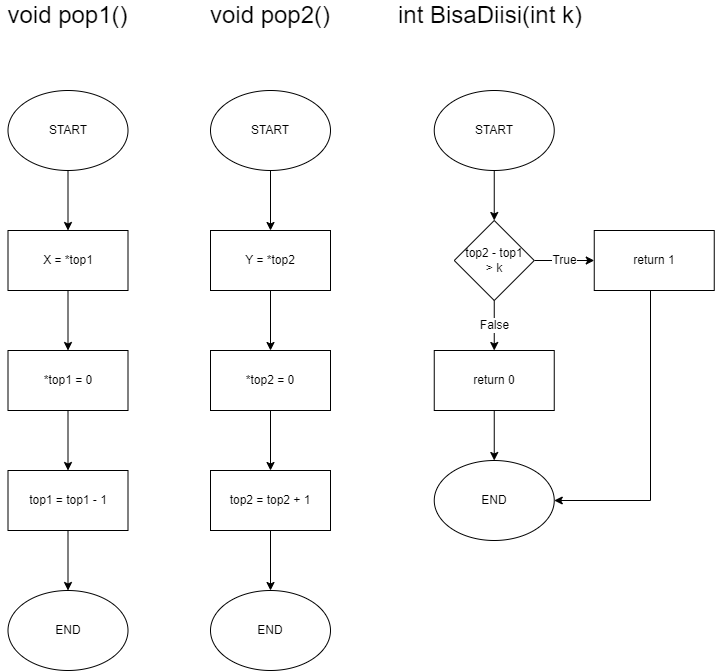 void pop1()
void pop2()
int BisaDiisi(int k)
START
START
START
X = *top1
Y = *top2
top2 - top1
> k
True
return 1
False
*top1 = 0
*top2 = 0
return 0
top1 = top1 - 1
top2 = top2 + 1
END
END
END